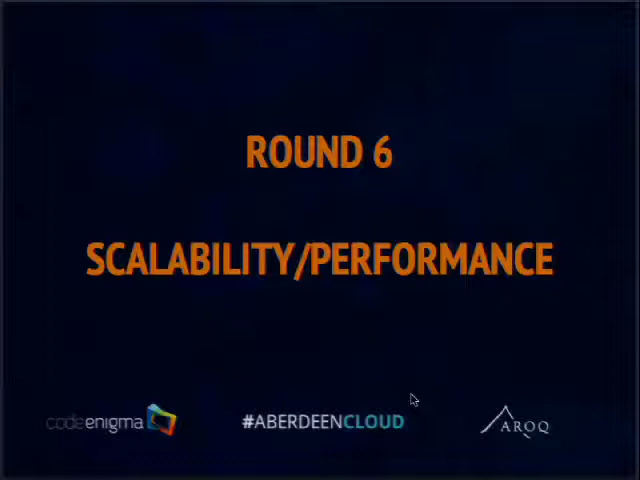 ROUND 6
SCALABILITY/PERFORMANCE
codeenigma #ABERDEENCLOUD AROQ